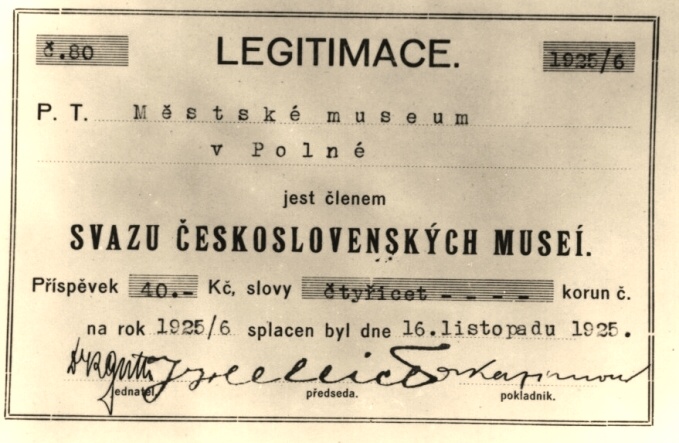 č.80 LEGITIMACE. 1925/6
P. T. Městské museum
v Polné
jest členem
SVAZU ČESKOSLOVENSKÝCH MUSEÍ.
Příspěvek 40.- Kč, slovy čtyřicet - - - - korun č.
na rok 1925/6 splacen byl dne 16.listopadu 1925.
jednatel. předseda. pokladník.